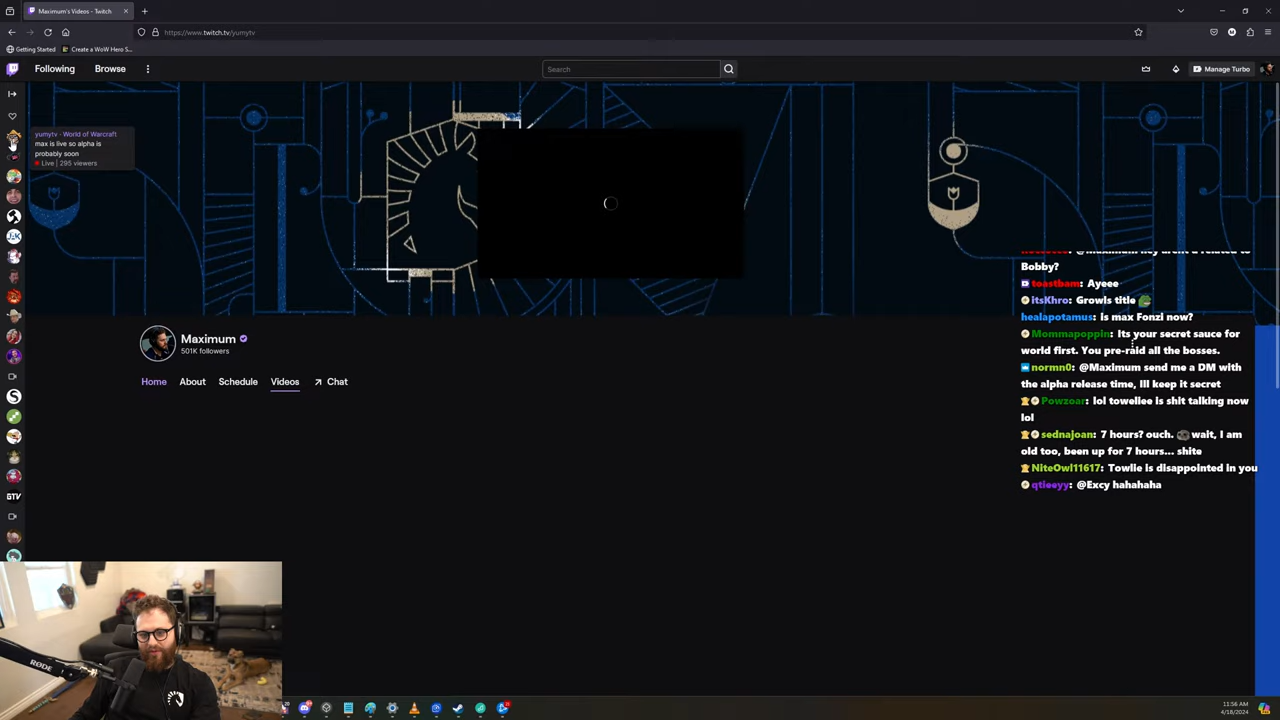 Maximum's Videos - Twitch
https://www.twitch.tv/yumytv
Getting Started
Create a WoW Hero S...
Following
Browse
Search
Manage Turbo
yumytv · World of Warcraft
max is live so alpha is
probably soon
Live | 295 viewers
Maximum
501K followers
Home
About
Schedule
Videos
Chat
Bobby?
toastbam: Ayeee
itsKhro: Growls title
healapotamus: Is max Fonzl now?
Mommapoppin: Its your secret sauce for
world first. You pre-raid all the bosses.
normn0: @Maximum send me a DM with
the alpha release time, Ill keep it secret
Powzoar: lol towellee is shit talking now
lol
sednajoan: 7 hours? ouch. wait, I am
old too, been up for 7 hours... shite
NiteOwl11617: Towlie is disappointed in you
qtieeyy: @Excy hahahaha
GTV
RØDE
11:56 AM
4/18/2024